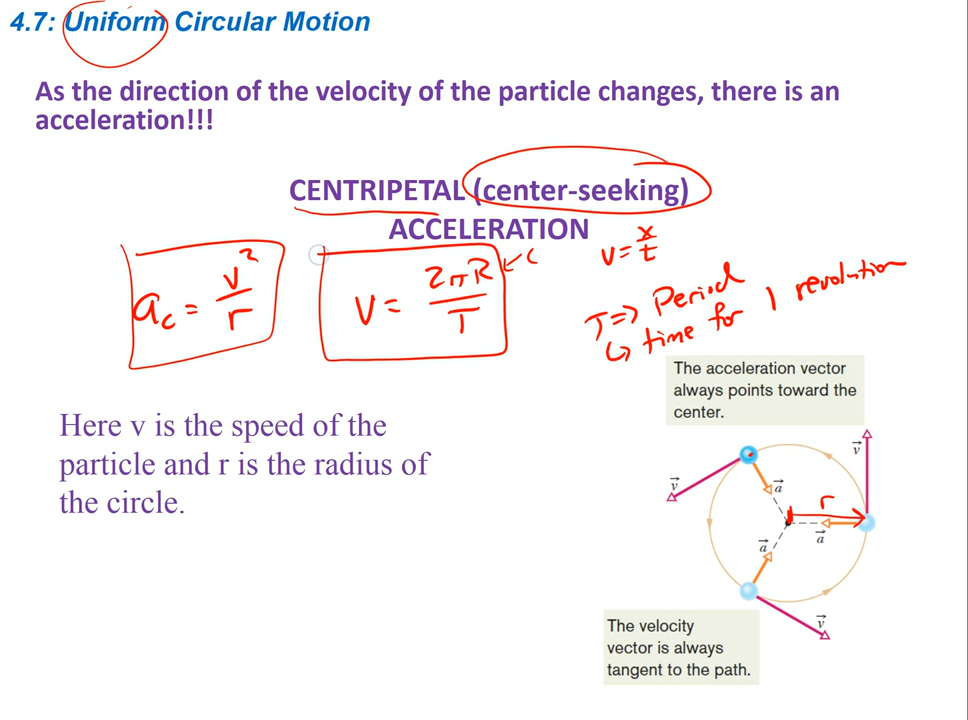 4.7: Uniform Circular Motion
As the direction of the velocity of the particle changes, there is an
acceleration!!!
CENTRIPETAL (center-seeking)
ACCELERATION
a_c = v²/r
v = 2πR/T
v = x/t
T => Period
↳ time for 1 revolution
The acceleration vector
always points toward the
center.
Here v is the speed of the
particle and r is the radius of
the circle.
v
v
a
r
a
a
v
The velocity
vector is always
tangent to the path.